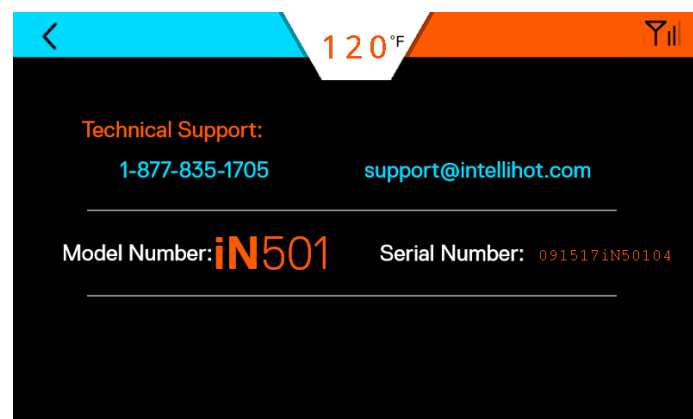 120°F
Technical Support:
1-877-835-1705 support@intellihot.com
Model Number: iN501 Serial Number: 091517iN50104